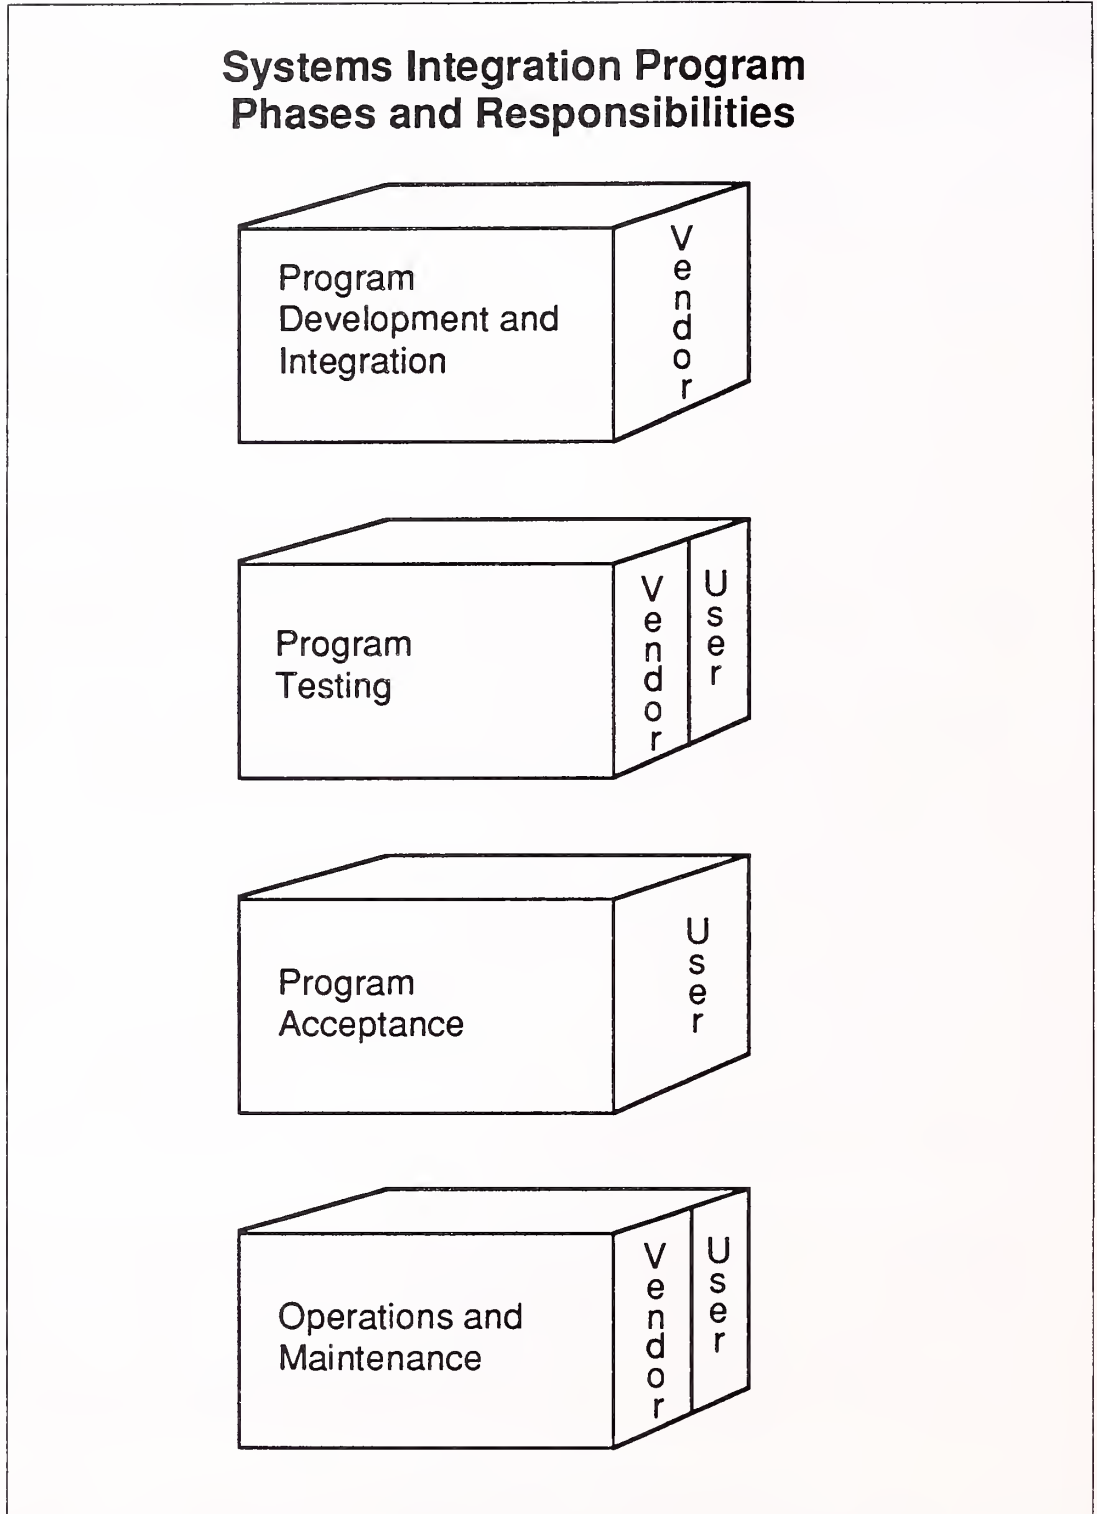 Systems Integration Program
Phases and Responsibilities
Program
Development and
Integration
Vendor
Program
Testing
Vendor
User
Program
Acceptance
User
Operations and
Maintenance
Vendor
User